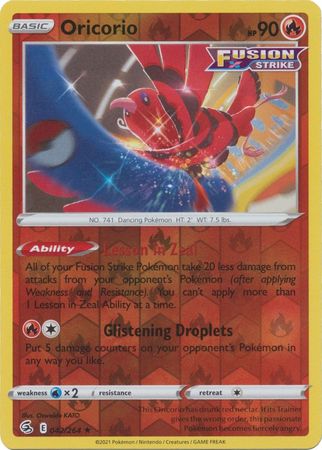 BASIC
Oricorio
HP 90
FUSION
STRIKE
NO. 741 Dancing Pokémon HT: 2' WT: 7.5 lbs.
Ability Lesson in Zeal
All of your Fusion Strike Pokémon take 20 less damage from
attacks from your opponent's Pokémon (after applying
Weakness and Resistance). You can't apply more
than 1 Lesson in Zeal Ability at a time.
Glistening Droplets
Put 5 damage counters on your opponent's Pokémon in
any way you like.
weakness ×2 resistance retreat
Illus. Oswaldo KATO
E 042/264 ★
This Oricorio has drunk red nectar. If its Trainer
gives the wrong order, this passionate Pokémon
becomes fiercely angry.
©2021 Pokémon / Nintendo / Creatures / GAME FREAK